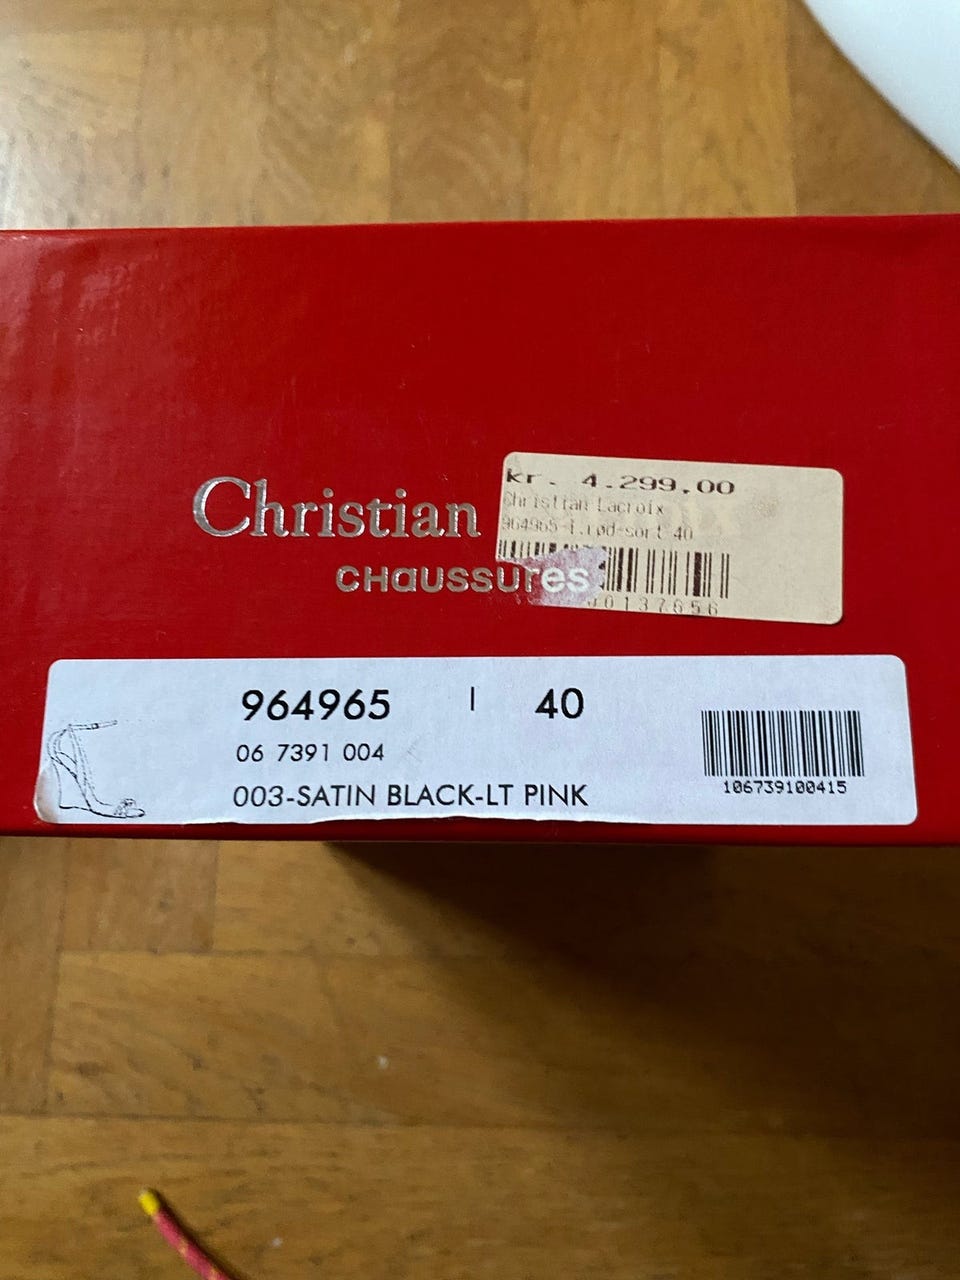 kr. 4.299,00
Christian Lacroix
964965-l.rød-sort 40
Christian
CHaussures
00137656
964965 I 40
06 7391 004
003-SATIN BLACK-LT PINK
106739100415